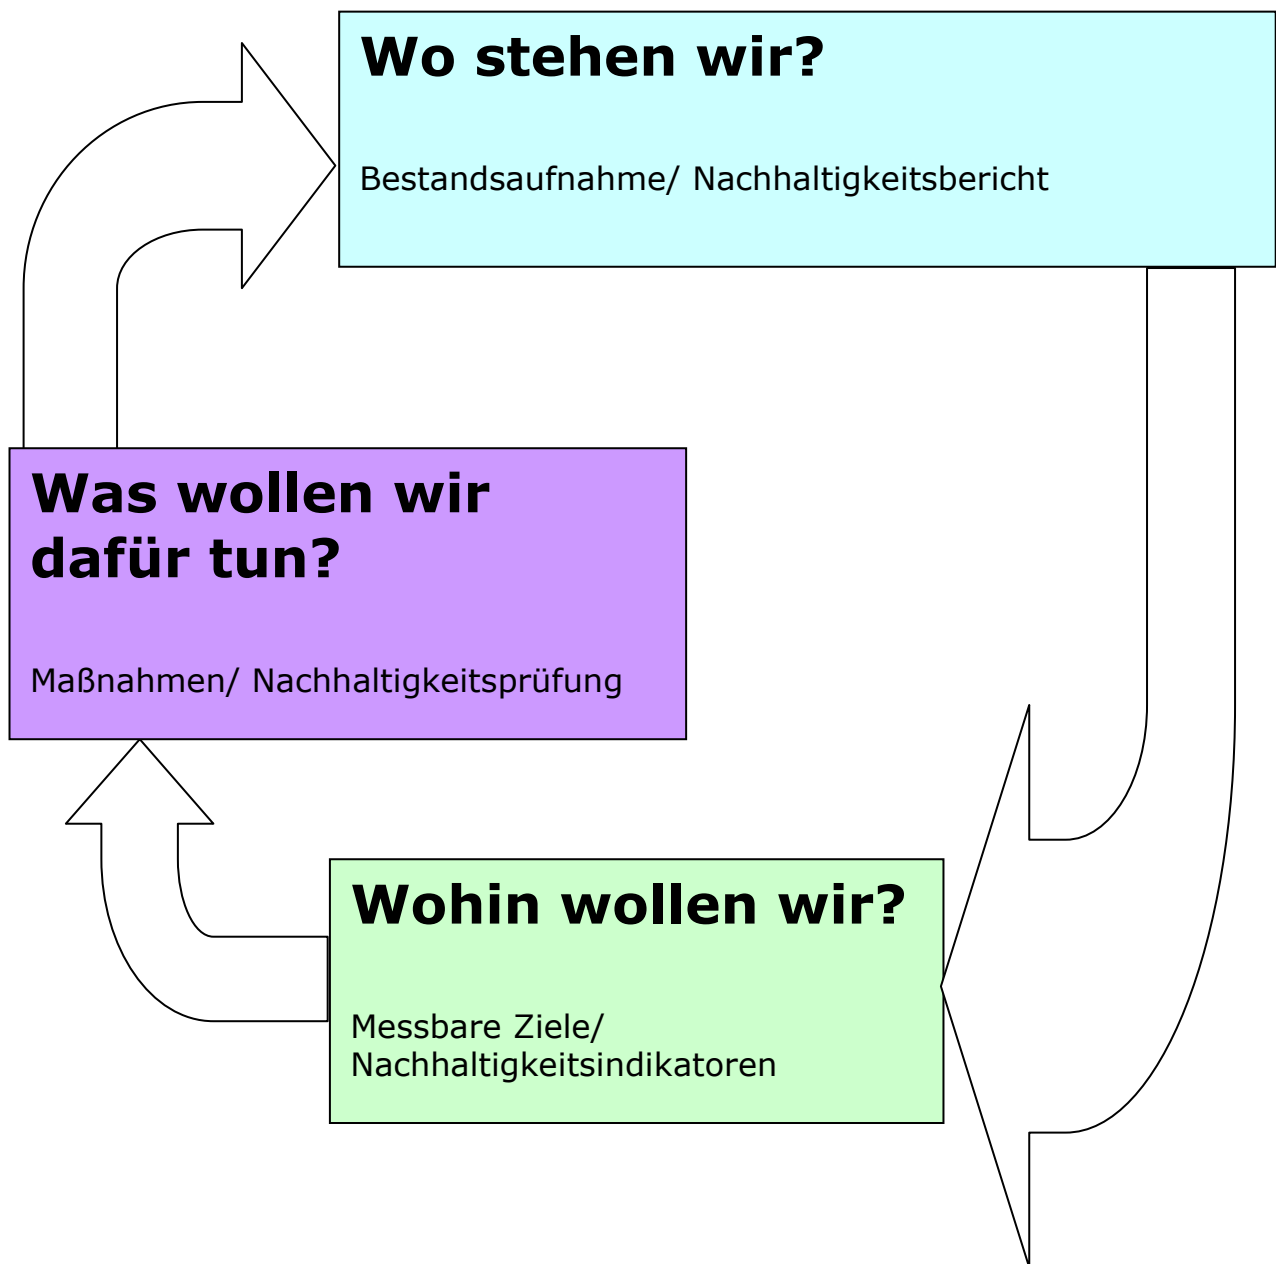 Wo stehen wir?
Bestandsaufnahme/ Nachhaltigkeitsbericht
Was wollen wir
dafür tun?
Maßnahmen/ Nachhaltigkeitsprüfung
Wohin wollen wir?
Messbare Ziele/
Nachhaltigkeitsindikatoren